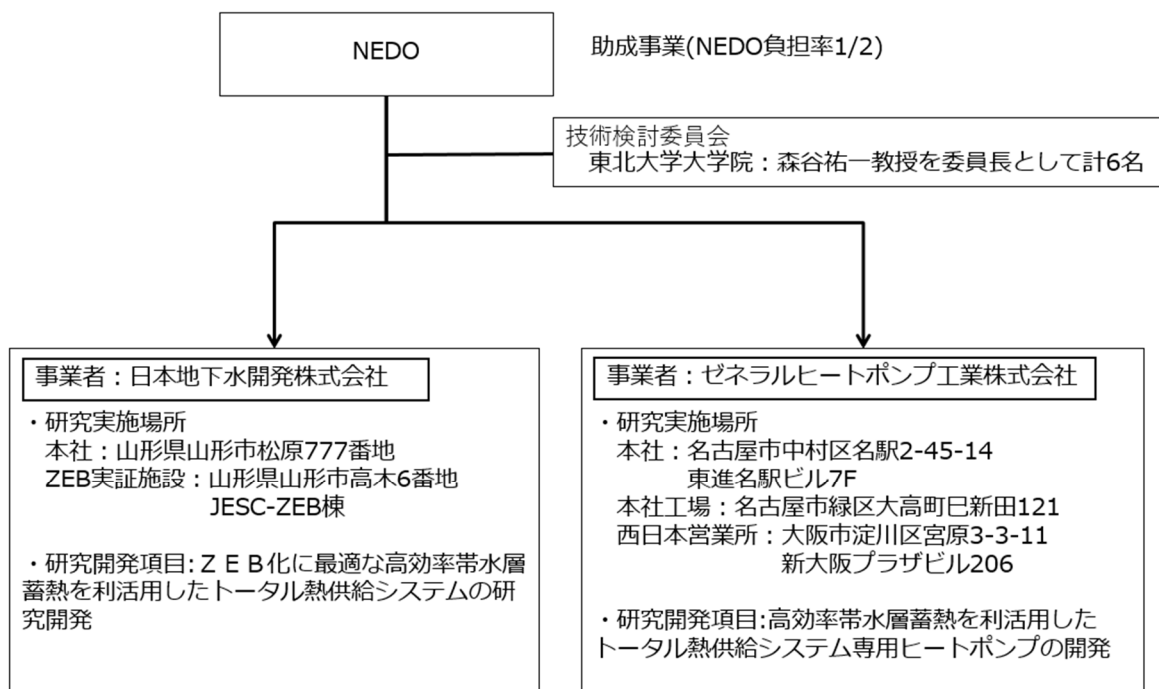 NEDO
助成事業(NEDO負担率1/2)
技術検討委員会
東北大学大学院：森谷祐一教授を委員長として計6名
事業者：日本地下水開発株式会社
・研究実施場所
本社：山形県山形市松原777番地
ZEB実証施設：山形県山形市高木6番地
JESC-ZEB棟
・研究開発項目:ＺＥＢ化に最適な高効率帯水層
蓄熱を利活用したトータル熱供給システムの研
究開発
事業者：ゼネラルヒートポンプ工業株式会社
・研究実施場所
本社：名古屋市中村区名駅2-45-14
東進名駅ビル7F
本社工場：名古屋市緑区大高町巳新田121
西日本営業所：大阪市淀川区宮原3-3-11
新大阪プラザビル206
・研究開発項目:高効率帯水層蓄熱を利活用した
トータル熱供給システム専用ヒートポンプの開発